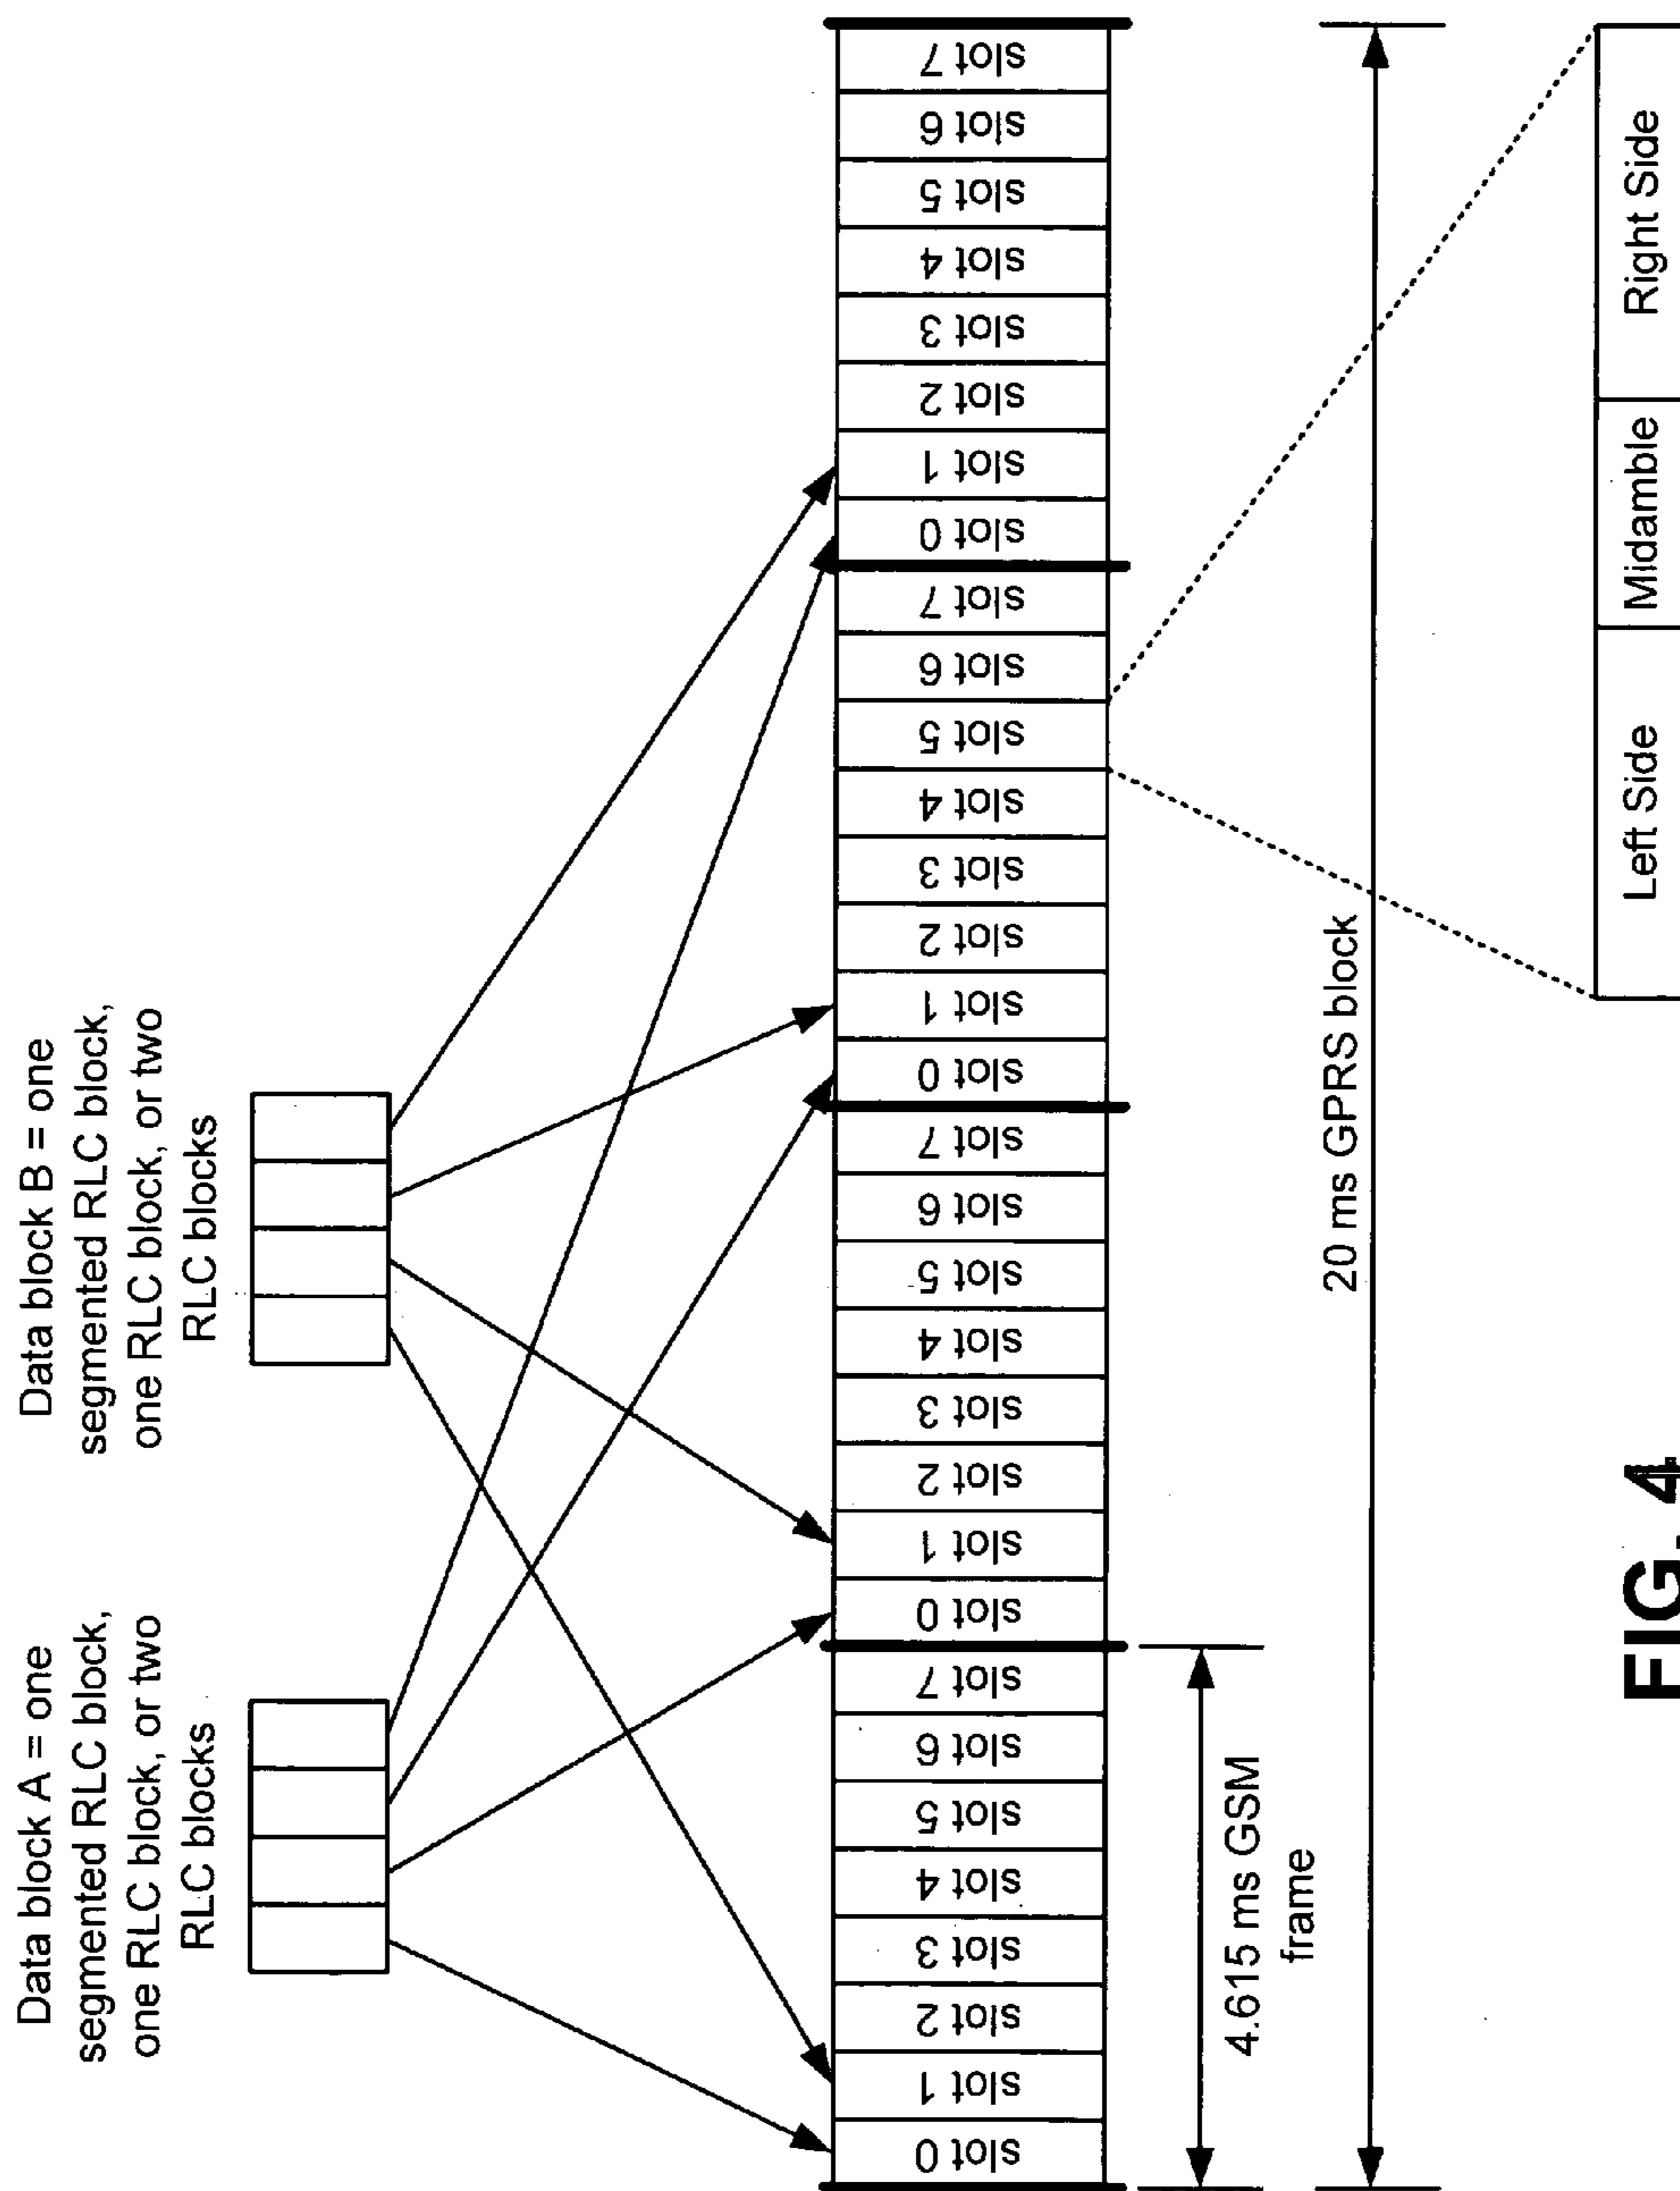 Data block A = one
segmented RLC block,
one RLC block, or two
RLC blocks
Data block B = one
segmented RLC block,
one RLC block, or two
RLC blocks
slot 0
slot 1
slot 2
slot 3
slot 4
slot 5
slot 6
slot 7
slot 0
slot 1
slot 2
slot 3
slot 4
slot 5
slot 6
slot 7
slot 0
slot 1
slot 2
slot 3
slot 4
slot 5
slot 6
slot 7
slot 0
slot 1
slot 2
slot 3
slot 4
slot 5
slot 6
slot 7
4.615 ms GSM
frame
20 ms GPRS block
Left Side
Midamble
Right Side
FIG. 4